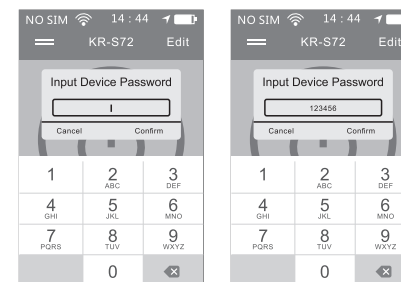 NO SIM 14 : 44
KR-S72 Edit
Input Device Password
Cancel Confirm
1 2 3
ABC DEF
4 5 6
GHI JKL MNO
7 8 9
PQRS TUV WXYZ
0
NO SIM 14 : 44
KR-S72 Edit
Input Device Password
123456
Cancel Confirm
1 2 3
ABC DEF
4 5 6
GHI JKL MNO
7 8 9
PQRS TUV WXYZ
0